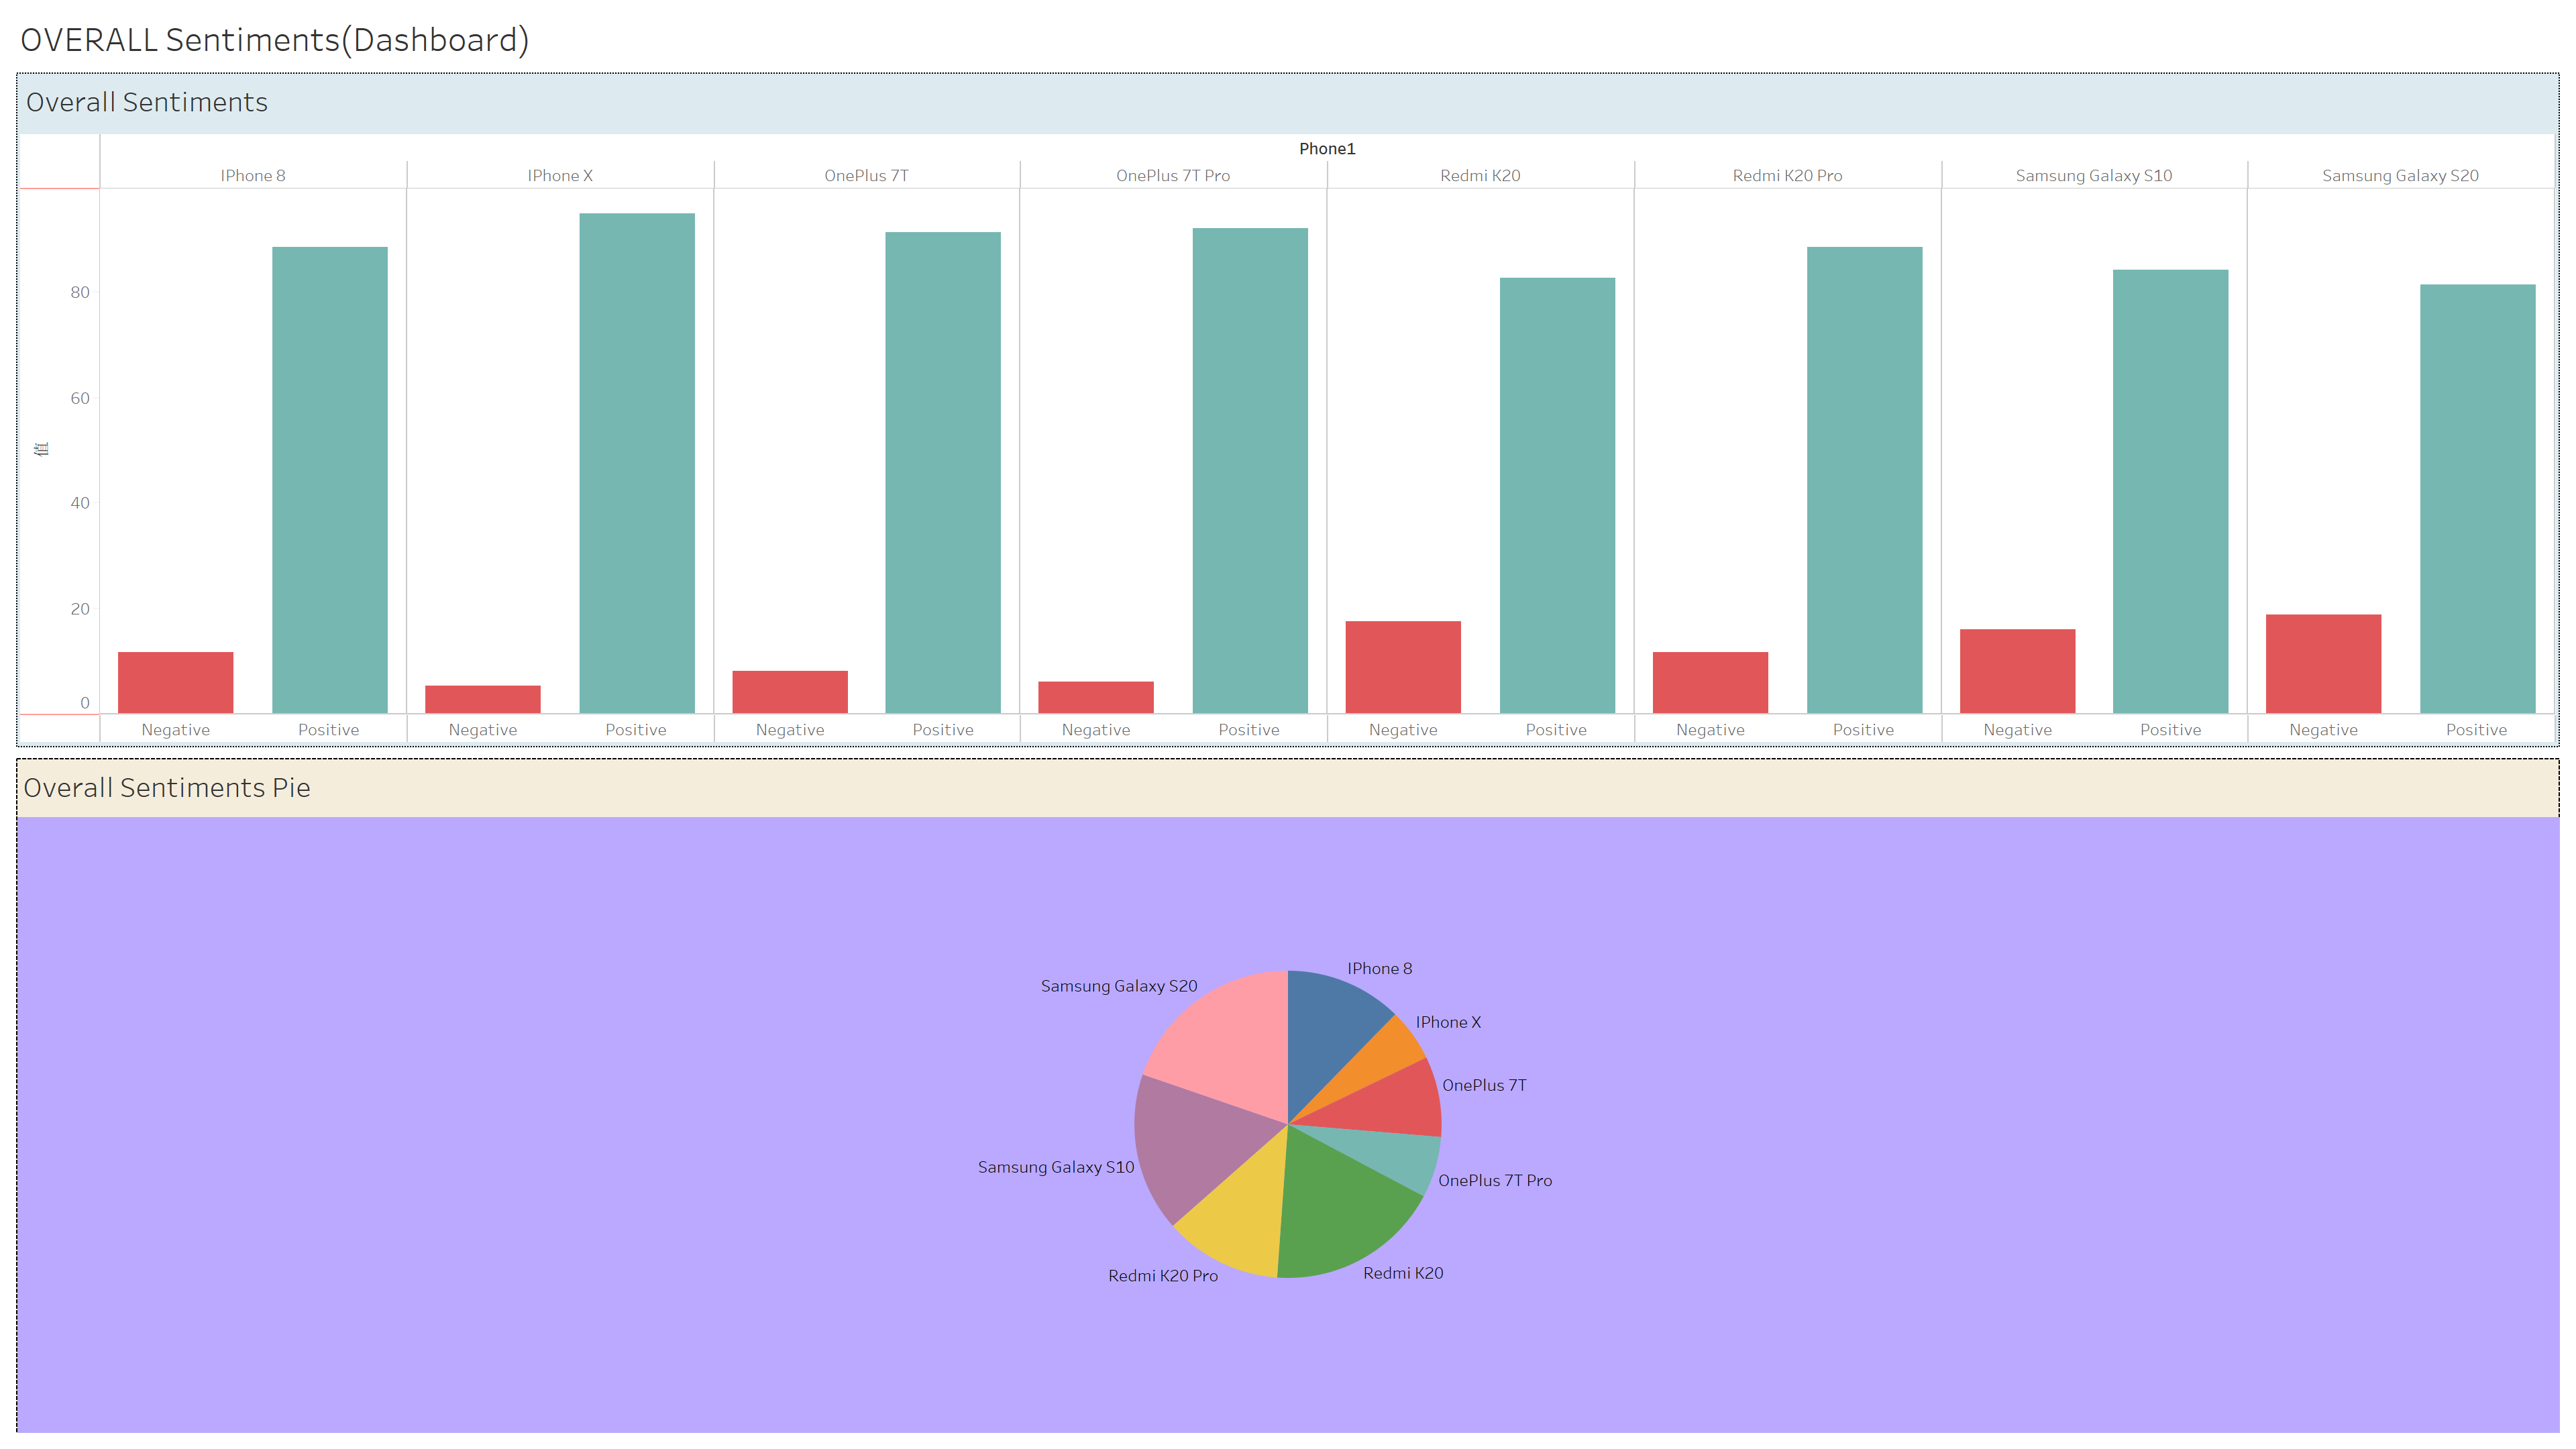 OVERALL Sentiments(Dashboard)
Overall Sentiments
Phone1
IPhone 8 IPhone X OnePlus 7T OnePlus 7T Pro Redmi K20 Redmi K20 Pro Samsung Galaxy S10 Samsung Galaxy S20
80
60
值
40
20
0
Negative Positive Negative Positive Negative Positive Negative Positive Negative Positive Negative Positive Negative Positive Negative Positive
Overall Sentiments Pie
IPhone 8
Samsung Galaxy S20
IPhone X
OnePlus 7T
Samsung Galaxy S10
OnePlus 7T Pro
Redmi K20
Redmi K20 Pro